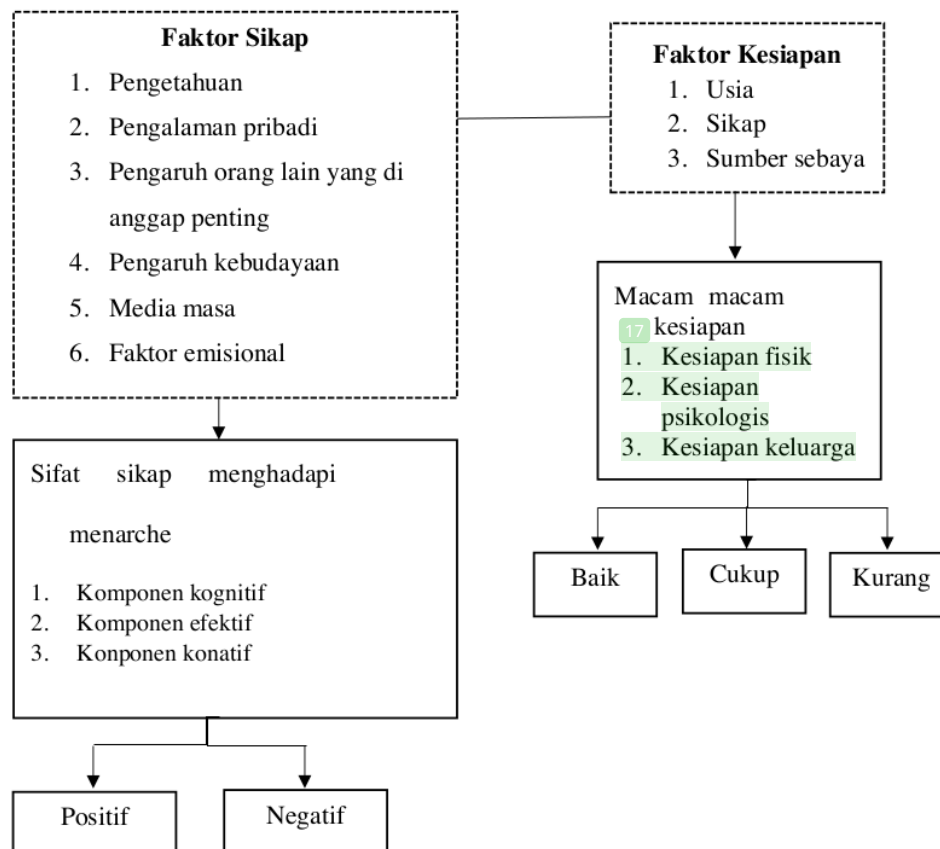 Faktor Sikap
1. Pengetahuan
2. Pengalaman pribadi
3. Pengaruh orang lain yang di
anggap penting
4. Pengaruh kebudayaan
5. Media masa
6. Faktor emisional
Faktor Kesiapan
1. Usia
2. Sikap
3. Sumber sebaya
Macam macam
17 kesiapan
1. Kesiapan fisik
2. Kesiapan
psikologis
3. Kesiapan keluarga
Baik
Cukup
Kurang
Sifat sikap menghadapi
menarche
1. Komponen kognitif
2. Komponen efektif
3. Konponen konatif
Positif
Negatif